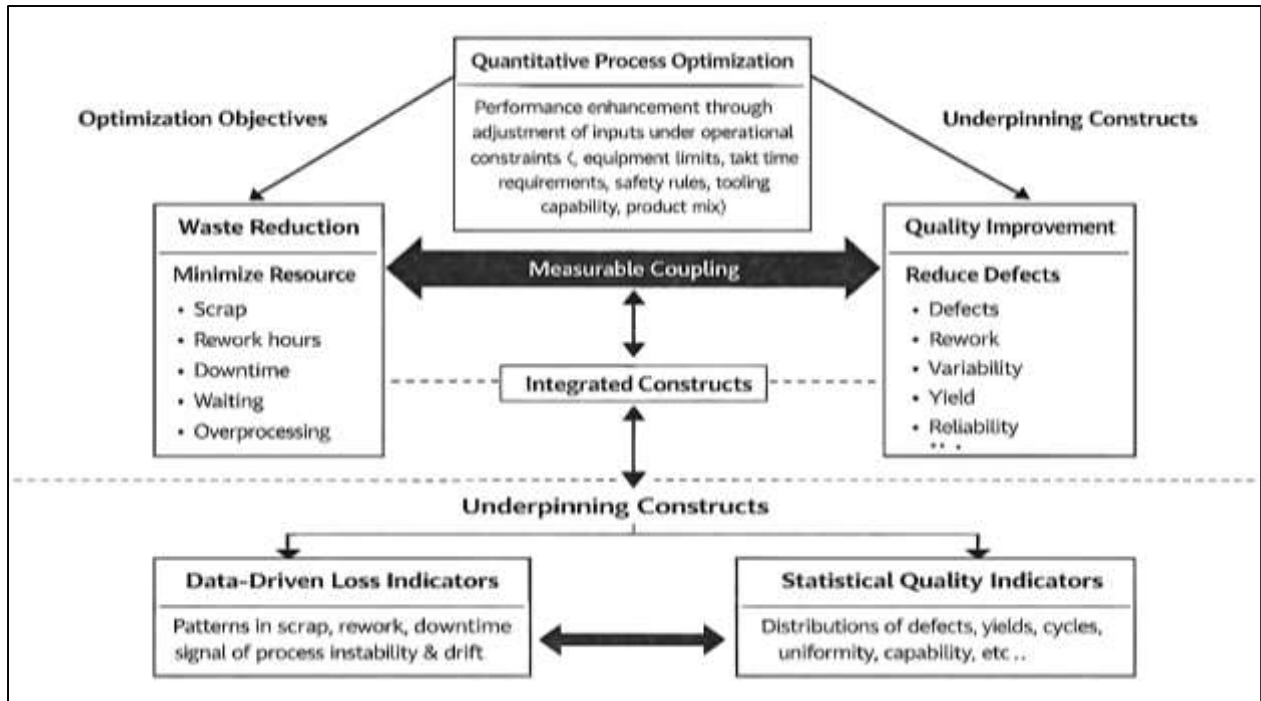 Quantitative Process Optimization
Performance enhancement through
adjustment of inputs under operational
constraints (, equipment limits, takt time
requirements, safety rules, tooling
capability, product mix)
Optimization Objectives
Underpinning Constructs
Waste Reduction
Minimize Resource
• Scrap
• Rework hours
• Downtime
• Waiting
• Overprocessing
Measurable Coupling
Integrated Constructs
Quality Improvement
Reduce Defects
• Defects
• Rework
• Variability
• Yield
• Reliability
Underpinning Constructs
Data-Driven Loss Indicators
Patterns in scrap, rework, downtime
signal of process instability & drift
Statistical Quality Indicators
Distributions of defects, yields, cycles,
uniformity, capability, etc ..